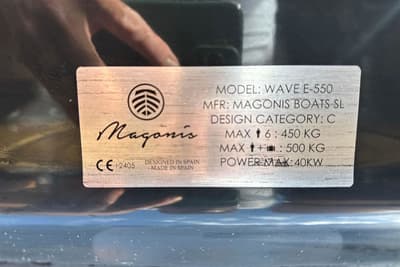 Magonis
CE 2405
DESIGNED IN SPAIN
MADE IN SPAIN
MODEL: WAVE E-550
MFR: MAGONIS BOATS SL
DESIGN CATEGORY: C
MAX 6 : 450 KG
MAX + : 500 KG
POWER MAX: 40KW